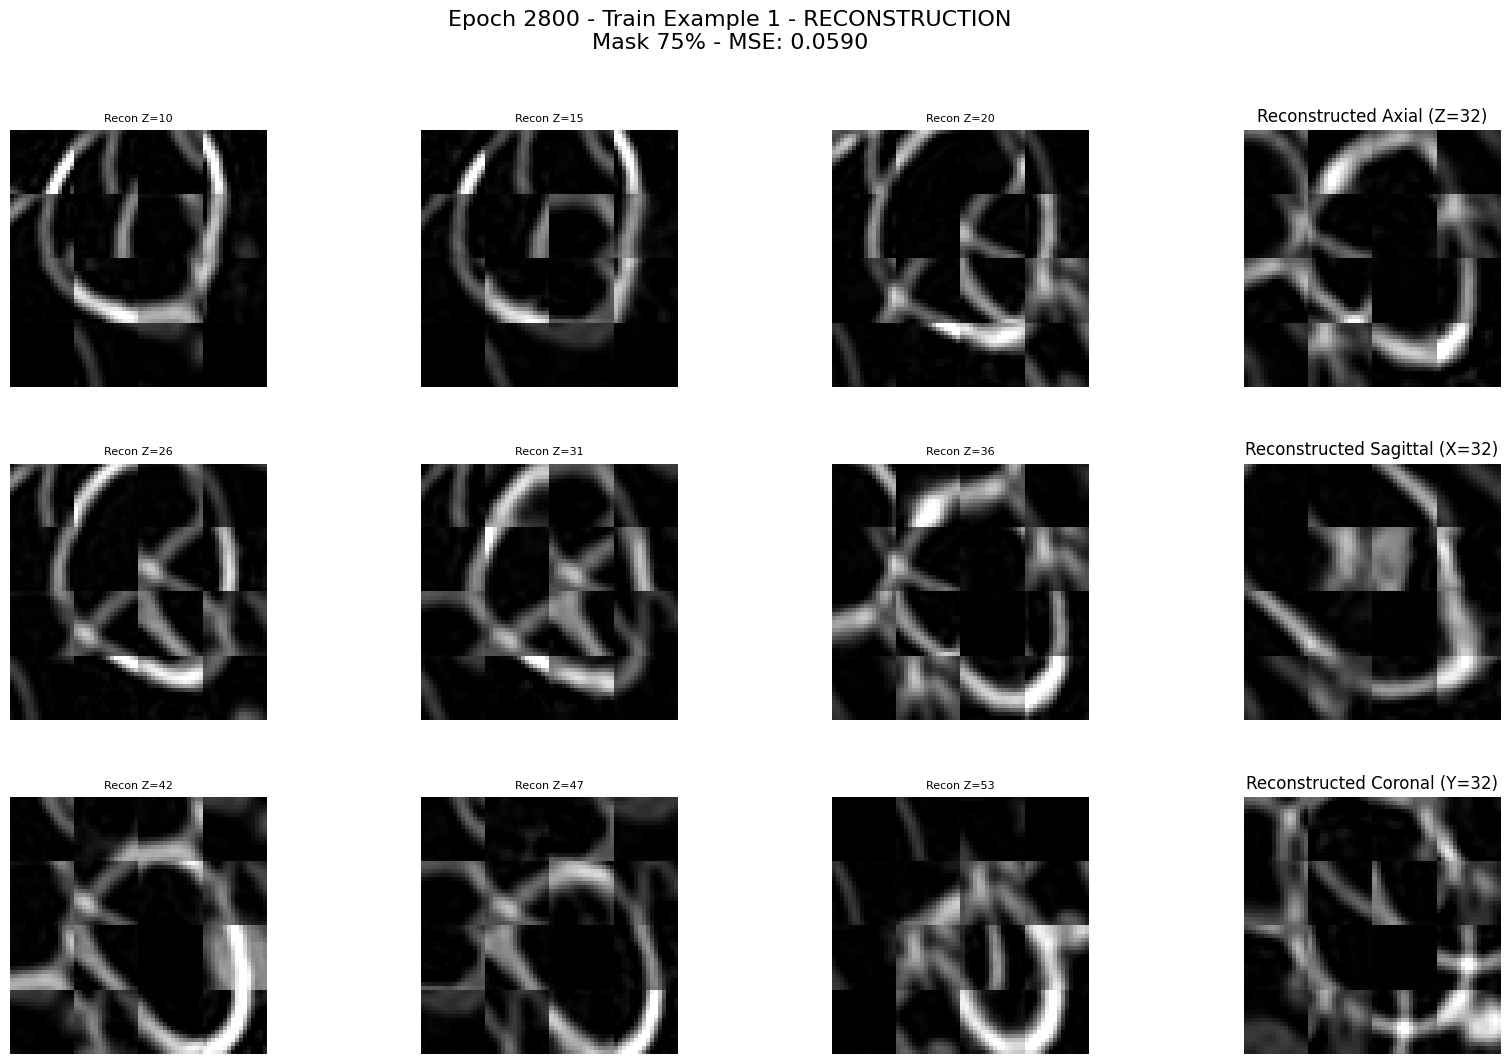 Epoch 2800 - Train Example 1 - RECONSTRUCTION
Mask 75% - MSE: 0.0590
Recon Z=10
Recon Z=15
Recon Z=20
Reconstructed Axial (Z=32)
Recon Z=26
Recon Z=31
Recon Z=36
Reconstructed Sagittal (X=32)
Recon Z=42
Recon Z=47
Recon Z=53
Reconstructed Coronal (Y=32)